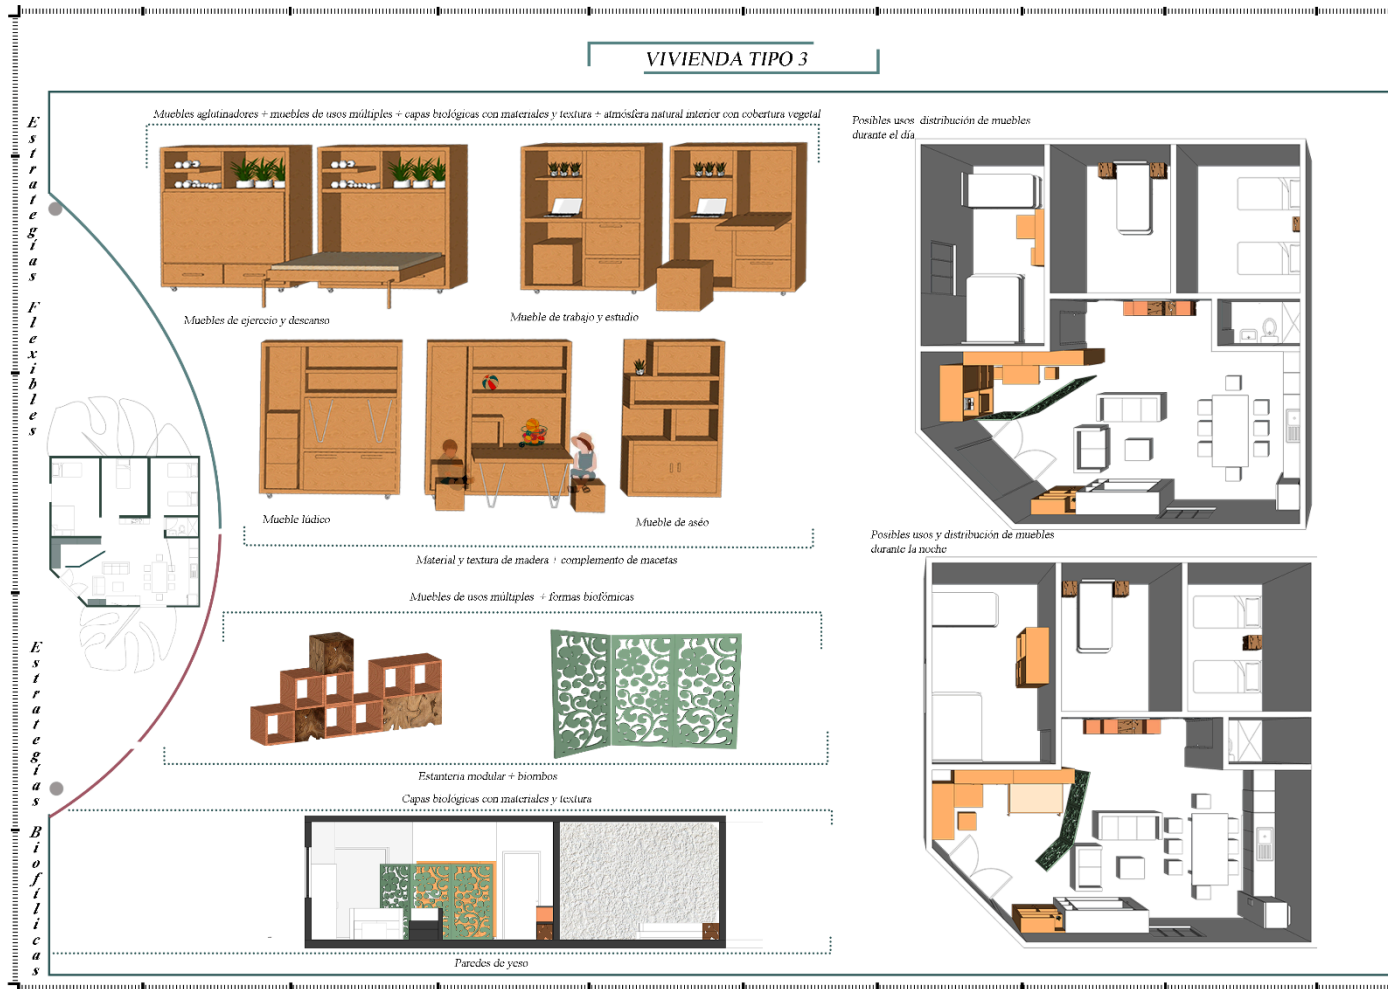 VIVIENDA TIPO 3
Estrategías Flexibles
Muebles aglutinadores + muebles de usos múltiples + capas biológicas con materiales y textura + atmósfera natural interior con cobertura vegetal
Muebles de ejerccio y descanso
Mueble de trabajo y estudio
Mueble lúdico
Mueble de aséo
Material y textura de madera + complemento de macetas
Estrategías Biofílicas
Muebles de usos múltiples + formas biofómicas
Estantería modular + biombos
Capas biológicas con materiales y textura
Paredes de yeso
Posibles usos distribución de muebles
durante el día
Posibles usos y distribución de muebles
durante la noche